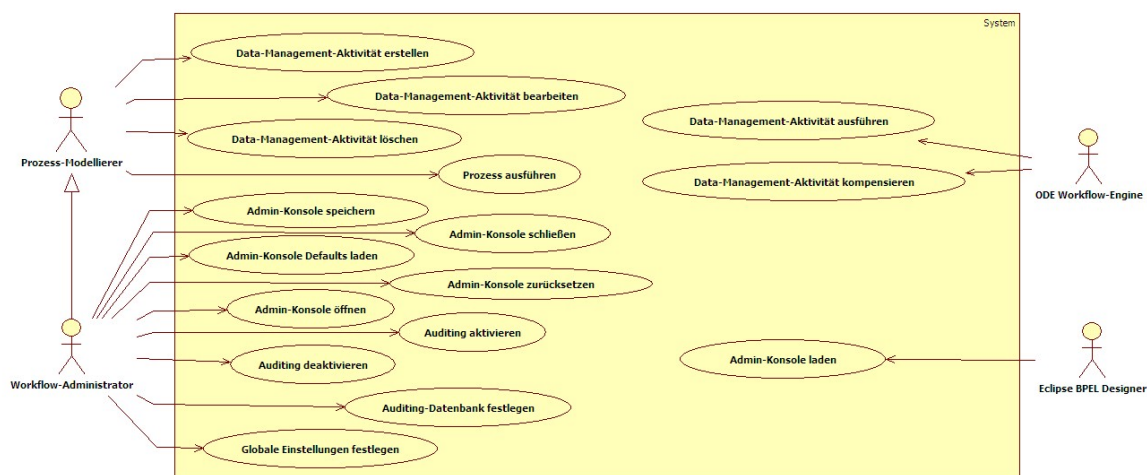 System
Data-Management-Aktivität erstellen
Data-Management-Aktivität bearbeiten
Data-Management-Aktivität ausführen
Data-Management-Aktivität löschen
Prozess-Modellierer
Prozess ausführen
Data-Management-Aktivität kompensieren
ODE Workflow-Engine
Admin-Konsole speichern
Admin-Konsole schließen
Admin-Konsole Defaults laden
Admin-Konsole zurücksetzen
Admin-Konsole öffnen
Auditing aktivieren
Admin-Konsole laden
Auditing deaktivieren
Workflow-Administrator
Eclipse BPEL Designer
Auditing-Datenbank festlegen
Globale Einstellungen festlegen